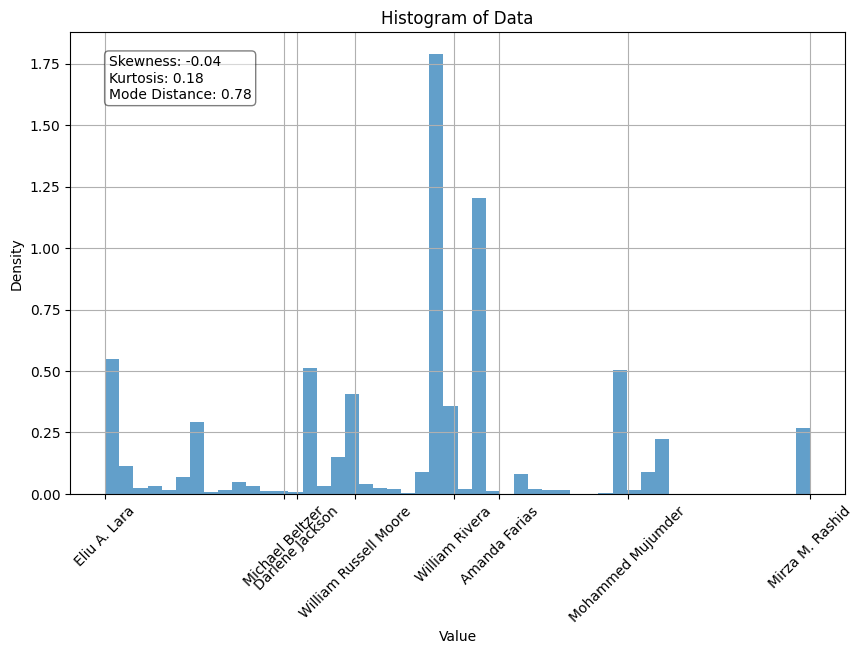 Histogram of Data
Skewness: -0.04
Kurtosis: 0.18
Mode Distance: 0.78
Density
1.75
1.50
1.25
1.00
0.75
0.50
0.25
0.00
Eliu A. Lara
Michael Beltzer
Darlene Jackson
William Russell Moore
William Rivera
Amanda Farias
Mohammed Mujumder
Mirza M. Rashid
Value